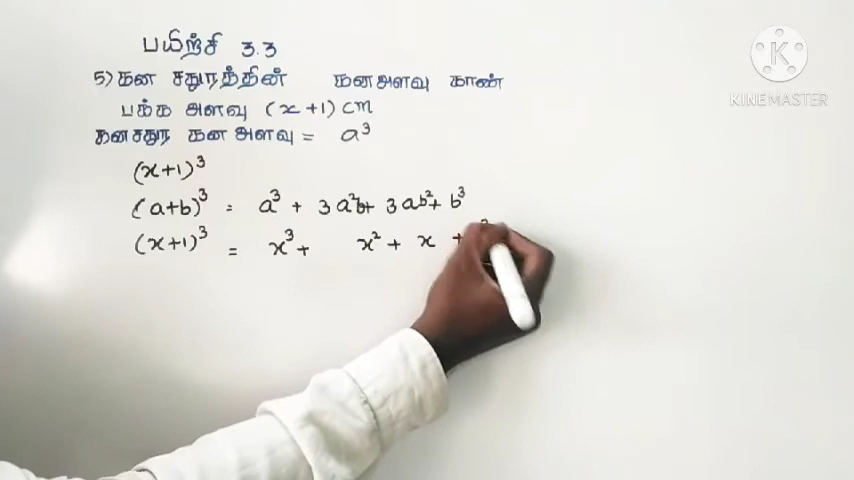 பயிற்சி 3.3
5) கன சதுரத்தின் கனஅளவு காண்
பக்க அளவு (x+1) cm
கனசதுர கன அளவு = a³
(x+1)³
(a+b)³ = a³ + 3a²b + 3ab² + b³
(x+1)³ = x³ + x² + x +
K
KINEMASTER